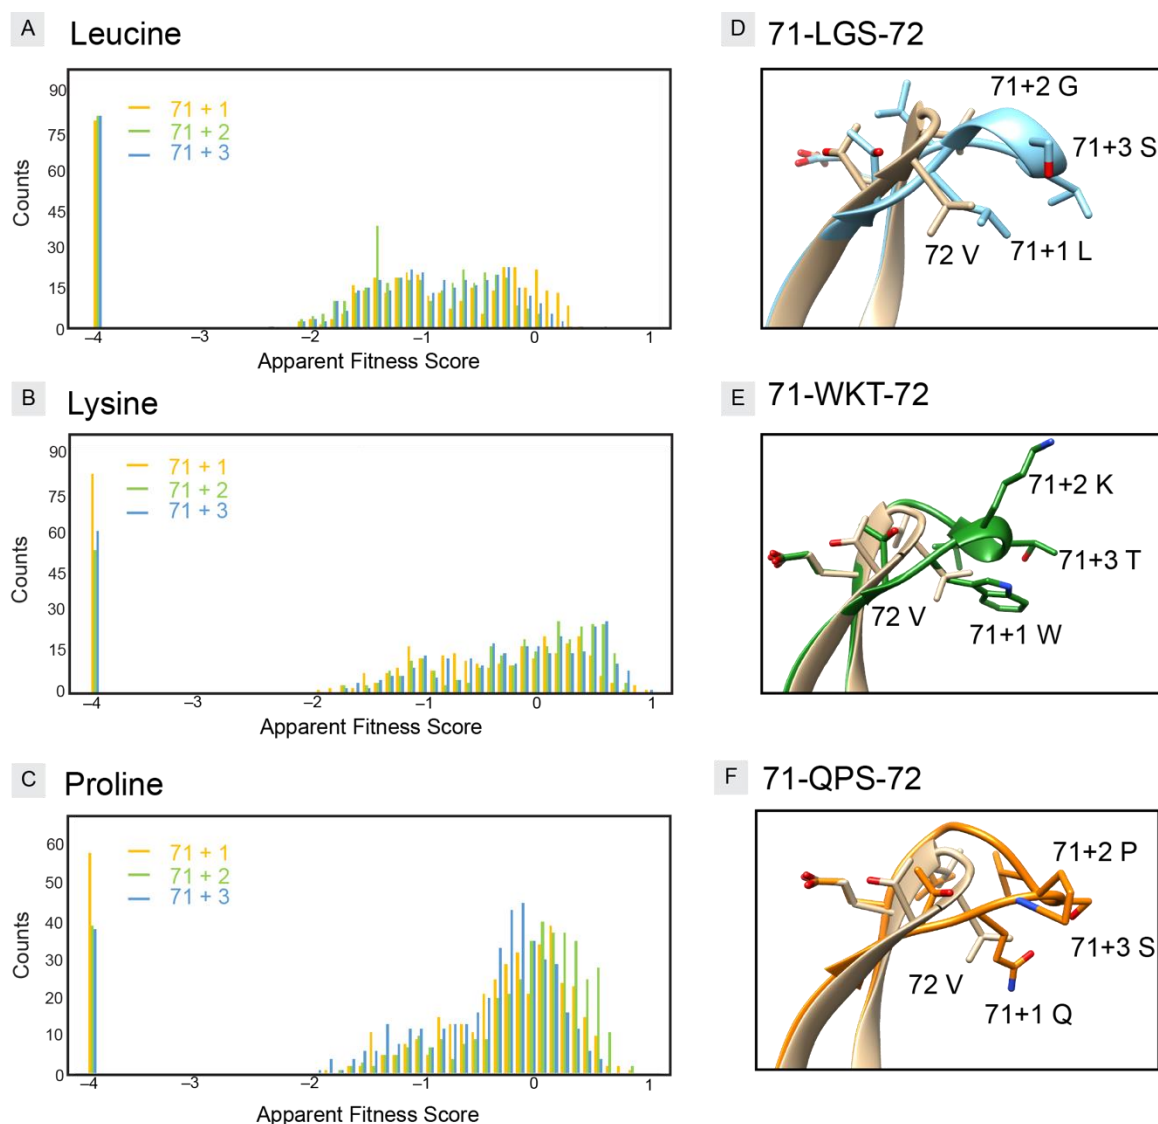 A Leucine
90
75
60
45
30
15
0
Counts
71 + 1
71 + 2
71 + 3
–4 –3 –2 –1 0 1
Apparent Fitness Score
D 71-LGS-72
71+2 G
71+3 S
72 V
71+1 L
B Lysine
90
75
60
45
30
15
0
Counts
71 + 1
71 + 2
71 + 3
–4 –3 –2 –1 0 1
Apparent Fitness Score
E 71-WKT-72
71+2 K
71+3 T
72 V
71+1 W
C Proline
60
50
40
30
20
10
0
Counts
71 + 1
71 + 2
71 + 3
–4 –3 –2 –1 0 1
Apparent Fitness Score
F 71-QPS-72
71+2 P
71+3 S
72 V
71+1 Q